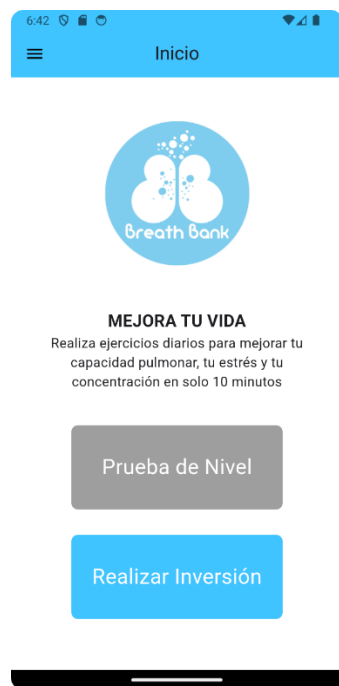 6:42
Inicio
Breath Bank
MEJORA TU VIDA
Realiza ejercicios diarios para mejorar tu
capacidad pulmonar, tu estrés y tu
concentración en solo 10 minutos
Prueba de Nivel
Realizar Inversión